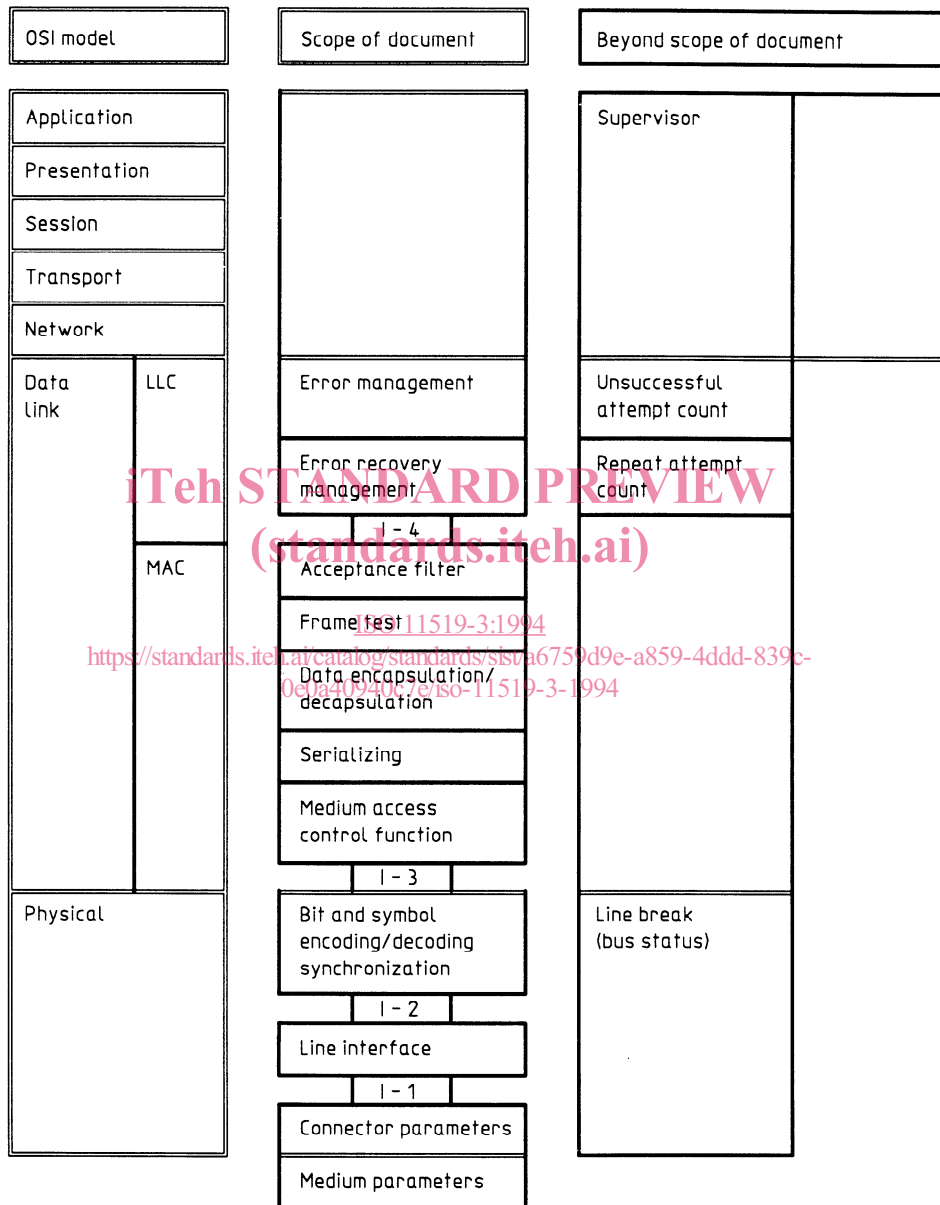 OSI model
Scope of document
Beyond scope of document
Application
Presentation
Session
Transport
Network
Data
link
LLC
MAC
Physical
Error management
Error recovery
management
I - 4
Acceptance filter
Frame test
Data encapsulation/
decapsulation
Serializing
Medium access
control function
I - 3
Bit and symbol
encoding/decoding
synchronization
I - 2
Line interface
I - 1
Connector parameters
Medium parameters
Supervisor
Unsuccessful
attempt count
Repeat attempt
count
Line break
(bus status)
iTeh STANDARD PREVIEW
(standards.iteh.ai)
ISO 11519-3:1994
https://standards.iteh.ai/catalog/standards/sist/a6759d9e-a859-4ddd-839c-
0e0a40940c7e/iso-11519-3-1994